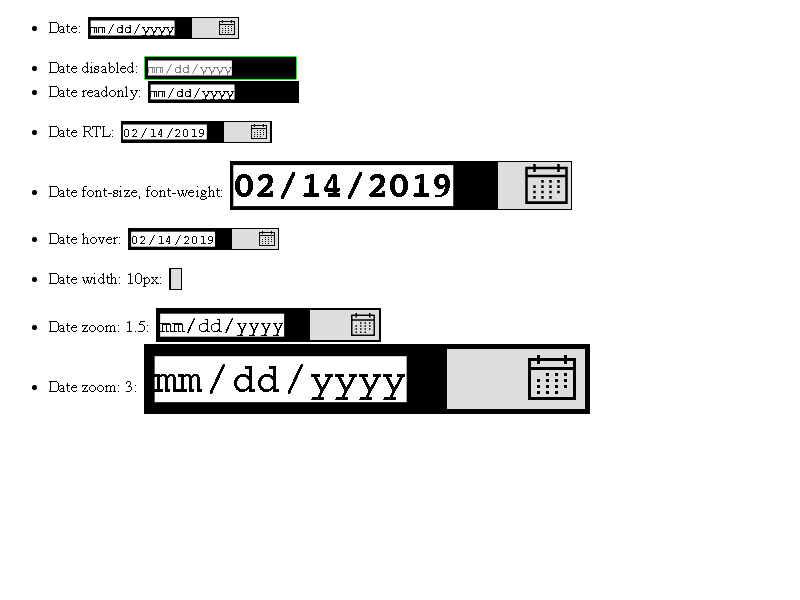 Date: mm/dd/yyyy
Date disabled: mm/dd/yyyy
Date readonly: mm/dd/yyyy
Date RTL: 02/14/2019
Date font-size, font-weight: 02/14/2019
Date hover: 02/14/2019
Date width: 10px:
Date zoom: 1.5: mm/dd/yyyy
Date zoom: 3: mm/dd/yyyy